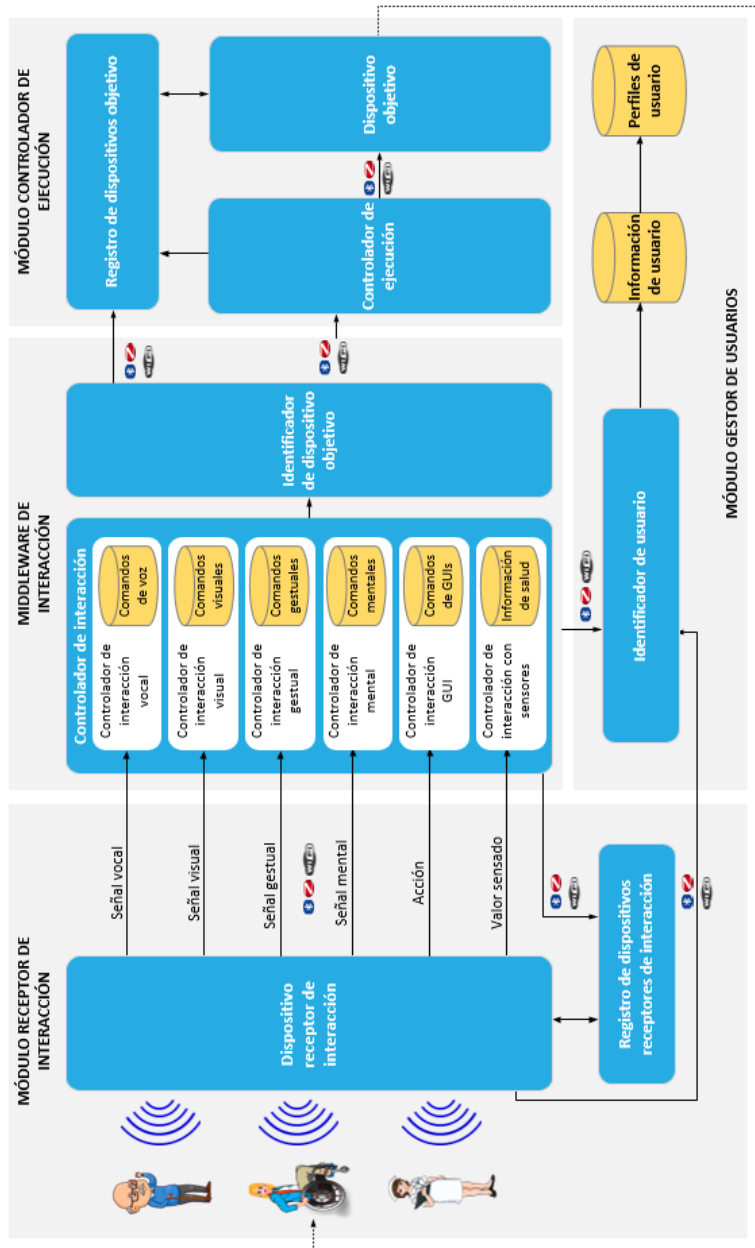 MÓDULO RECEPTOR DE
INTERACCIÓN
Dispositivo
receptor de
interacción
Registro de dispositivos
receptores de interacción
Señal vocal
Señal visual
Señal gestual
Señal mental
Acción
Valor sensado
MIDDLEWARE DE
INTERACCIÓN
Controlador de interacción
Controlador de
interacción
vocal
Comandos
de voz
Controlador de
interacción
visual
Comandos
visuales
Controlador de
interacción
gestual
Comandos
gestuales
Controlador de
interacción
mental
Comandos
mentales
Controlador de
interacción
GUI
Comandos
de GUIs
Controlador de
interacción con
sensores
Información
de salud
Identificador
de dispositivo
objetivo
MÓDULO CONTROLADOR DE
EJECUCIÓN
Registro de dispositivos objetivo
Controlador de
ejecución
Dispositivo
objetivo
Identificador de usuario
Información
de usuario
Perfiles de
usuario
MÓDULO GESTOR DE USUARIOS